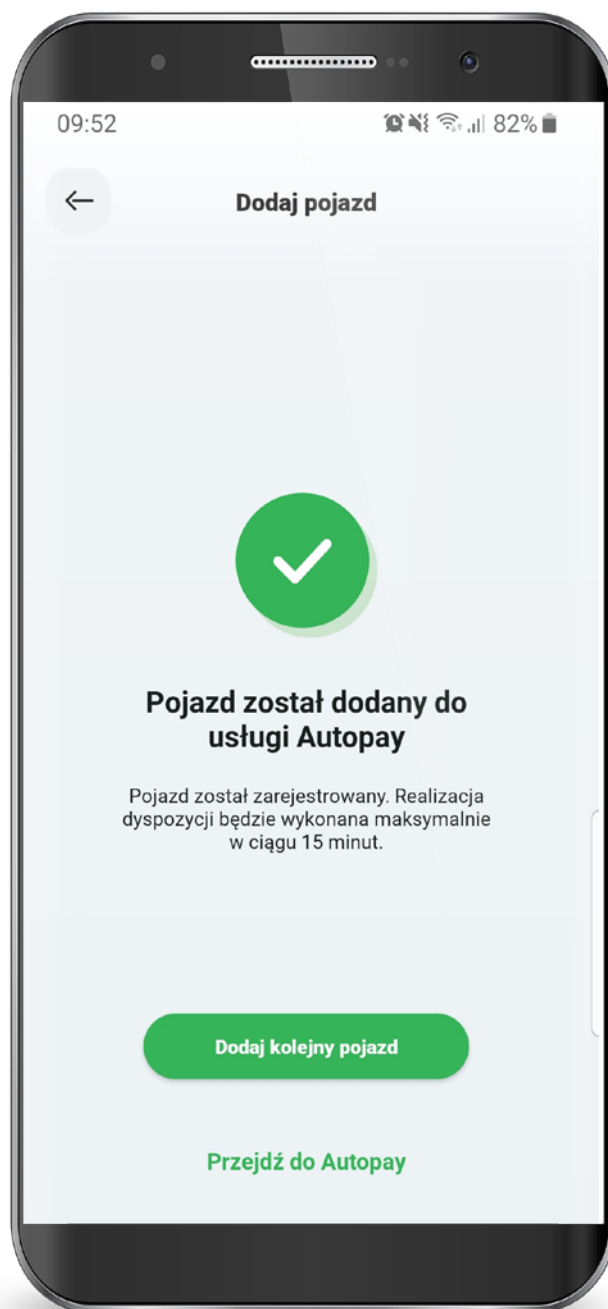 09:52
82%
Dodaj pojazd
Pojazd został dodany do
usługi Autopay
Pojazd został zarejestrowany. Realizacja
dyspozycji będzie wykonana maksymalnie
w ciągu 15 minut.
Dodaj kolejny pojazd
Przejdź do Autopay